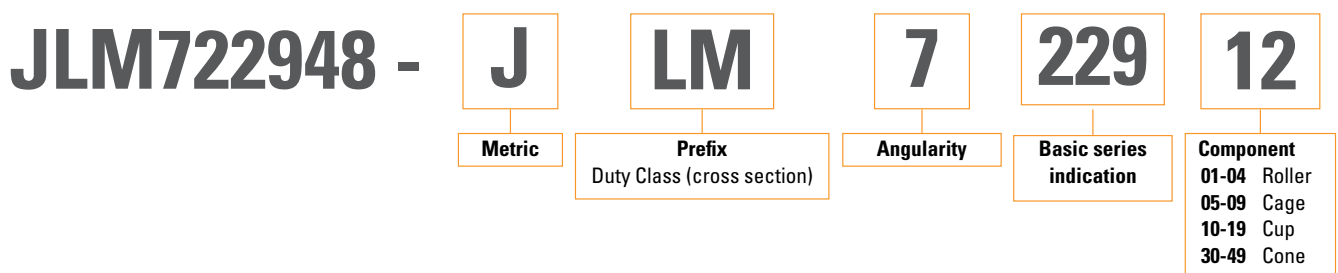 JLM722948 - J LM 7 229 12
Metric
Prefix
Duty Class (cross section)
Angularity
Basic series
indication
Component
01-04 Roller
05-09 Cage
10-19 Cup
30-49 Cone